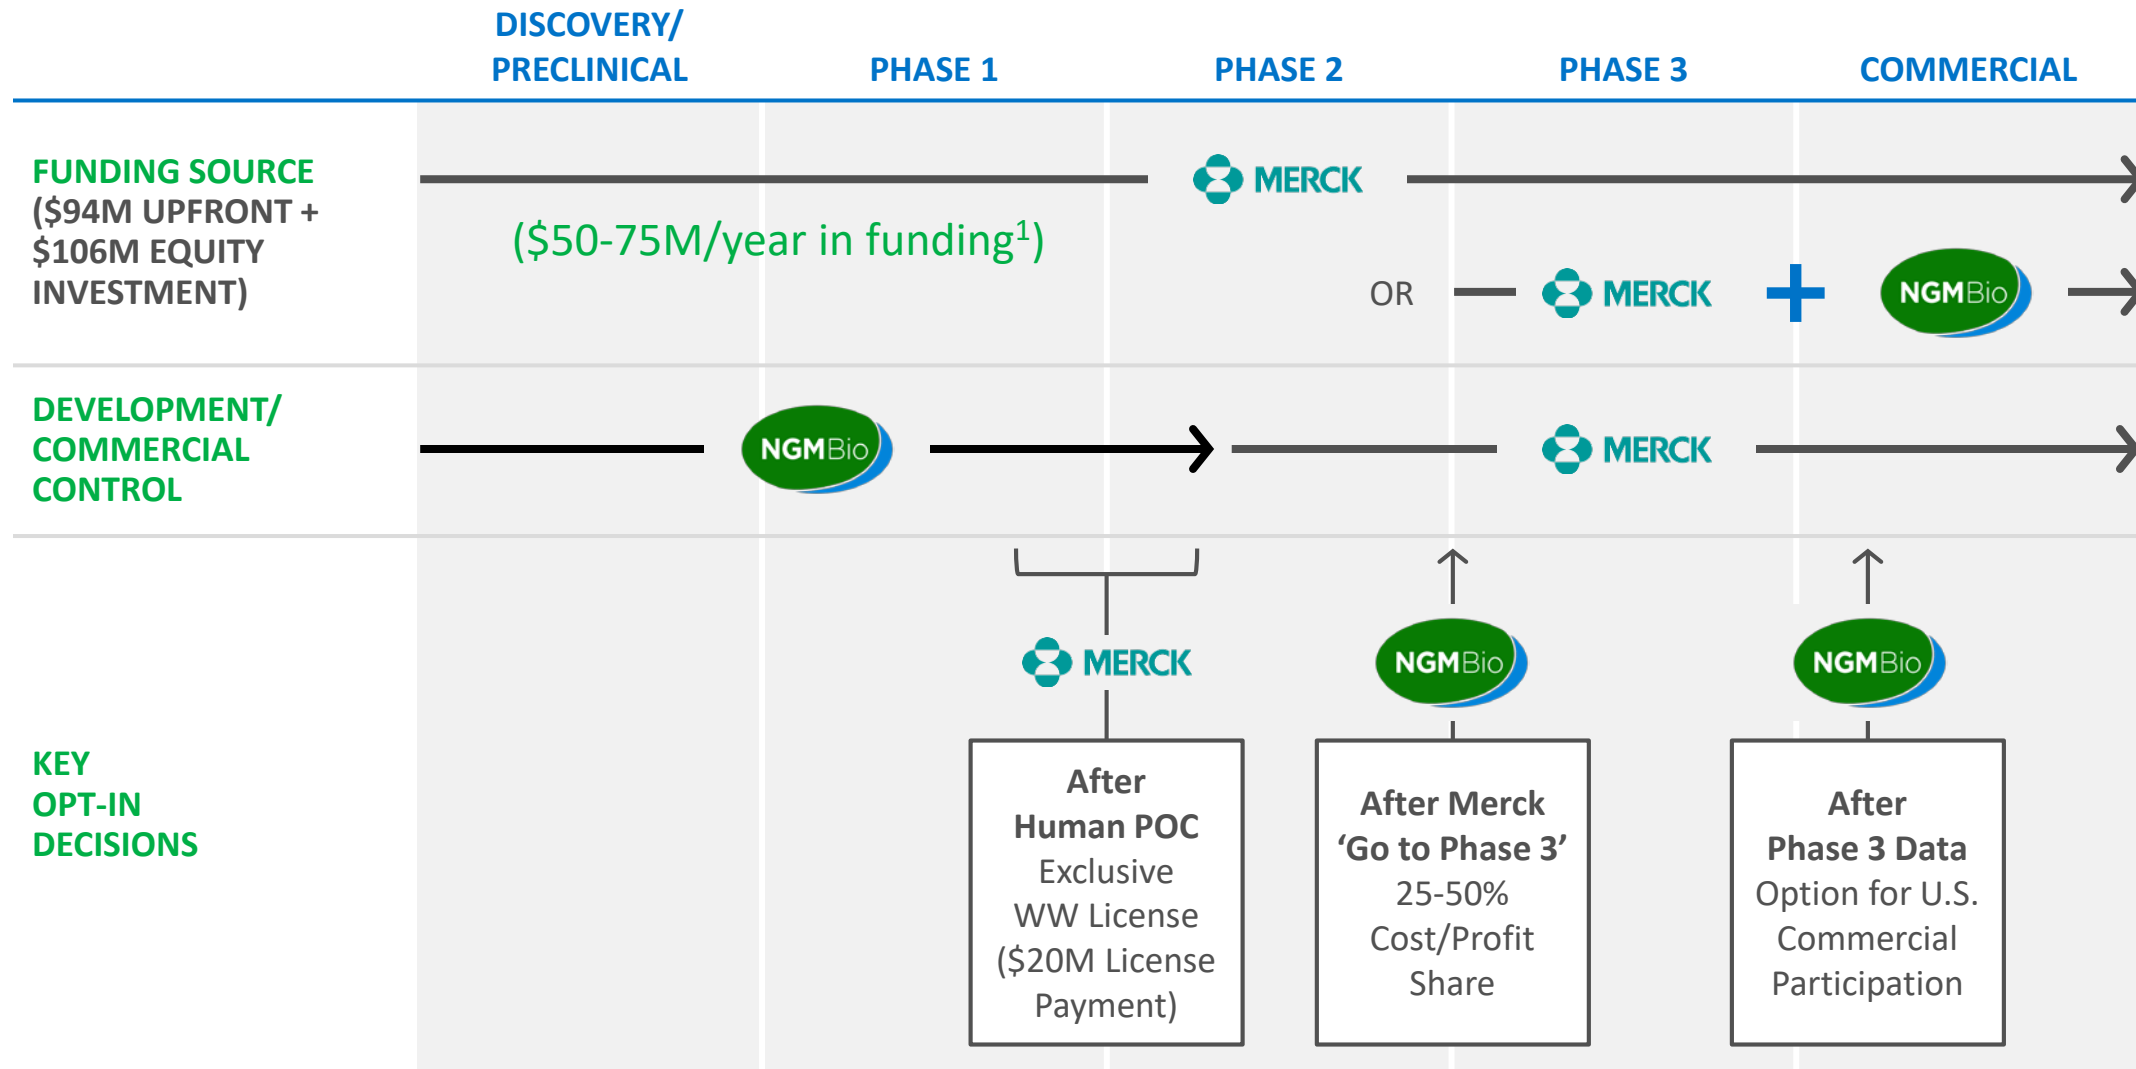 DISCOVERY/
PRECLINICAL
PHASE 1
PHASE 2
PHASE 3
COMMERCIAL
FUNDING SOURCE
($94M UPFRONT +
$106M EQUITY
INVESTMENT)
MERCK
($50-75M/year in funding¹)
OR
MERCK
+
NGMBio
DEVELOPMENT/
COMMERCIAL
CONTROL
NGMBio
MERCK
KEY
OPT-IN
DECISIONS
MERCK
After
Human POC
Exclusive
WW License
($20M License
Payment)
NGMBio
After Merck
‘Go to Phase 3’
25-50%
Cost/Profit
Share
NGMBio
After
Phase 3 Data
Option for U.S.
Commercial
Participation